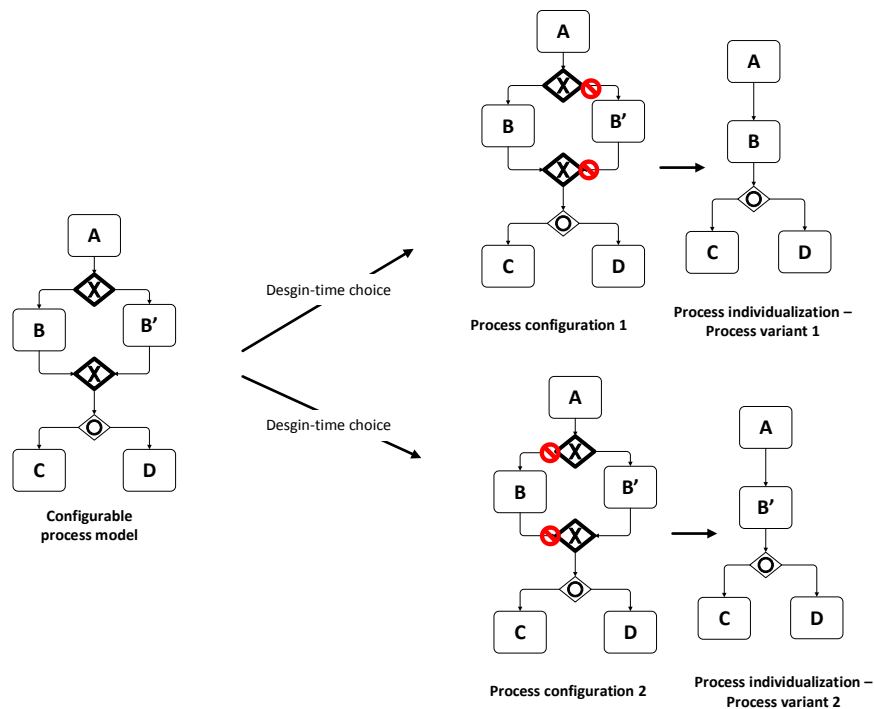 A
X
B
B'
X
C
D
Configurable
process model
Desgin-time choice
Desgin-time choice
A
X
B
B'
X
C
D
Process configuration 1
A
B
C
D
Process individualization –
Process variant 1
A
X
B
B'
X
C
D
Process configuration 2
A
B'
C
D
Process individualization –
Process variant 2